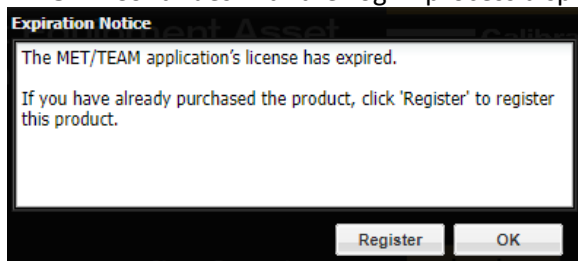 Expiration Notice
The MET/TEAM application's license has expired.
If you have already purchased the product, click 'Register' to register
this product.
Register OK